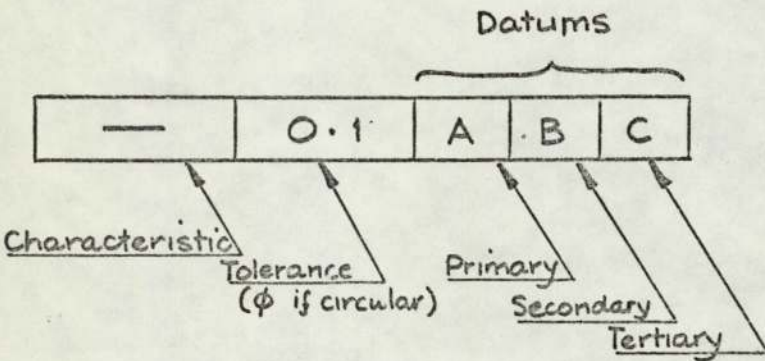 Datums
— 0.1 A B C
Characteristic
Tolerance
(φ if circular)
Primary
Secondary
Tertiary